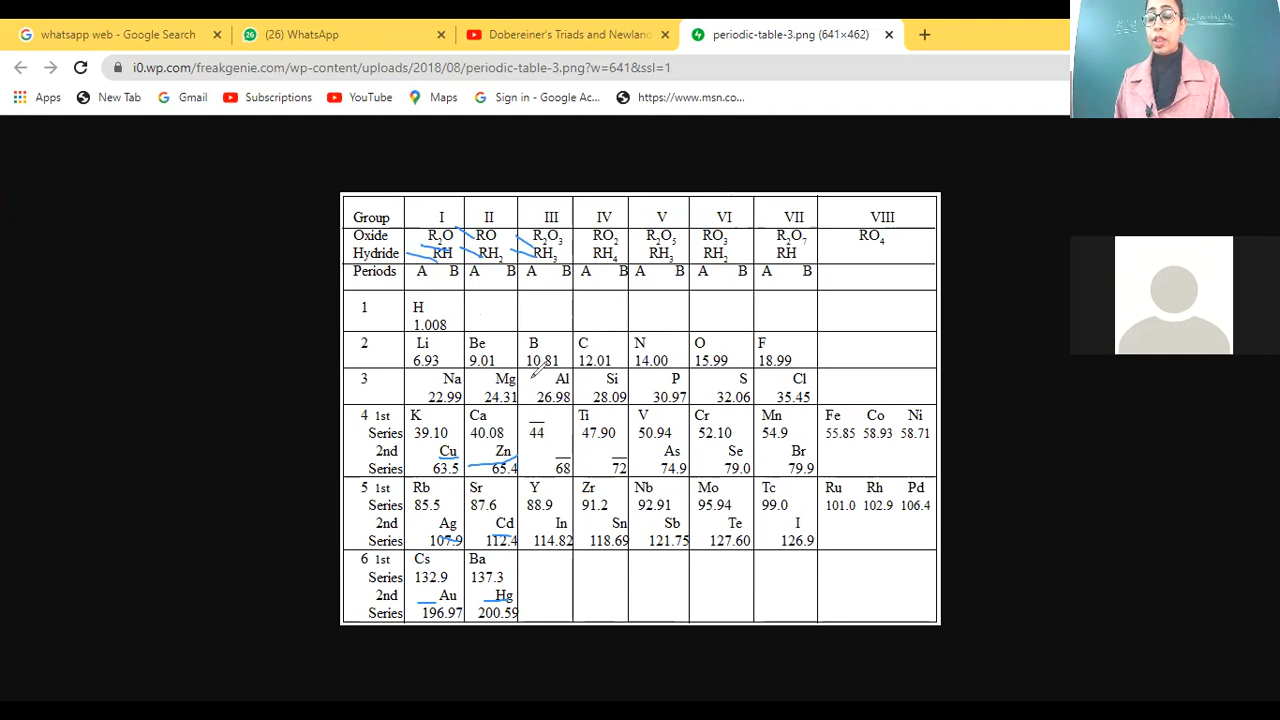 whatsapp web - Google Search
(26) WhatsApp
Dobereiner's Triads and Newland
periodic-table-3.png (641×462)
i0.wp.com/freakgenie.com/wp-content/uploads/2018/08/periodic-table-3.png?w=641&ssl=1
Apps New Tab Gmail Subscriptions YouTube Maps Sign in - Google Ac... https://www.msn.co...
Group I II III IV V VI VII VIII
Oxide R₂O RO R₂O₃ RO₂ R₂O₅ RO₃ R₂O₇ RO₄
Hydride RH RH₂ RH₃ RH₄ RH₃ RH₂ RH
Periods A B A B A B A B A B A B A B
1 H
1.008
2 Li Be B C N O F
6.93 9.01 10.81 12.01 14.00 15.99 18.99
3 Na Mg Al Si P S Cl
22.99 24.31 26.98 28.09 30.97 32.06 35.45
4 1st K Ca __ Ti V Cr Mn Fe Co Ni
Series 39.10 40.08 44 47.90 50.94 52.10 54.9 55.85 58.93 58.71
2nd Cu Zn __ __ As Se Br
Series 63.5 65.4 68 72 74.9 79.0 79.9
5 1st Rb Sr Y Zr Nb Mo Tc Ru Rh Pd
Series 85.5 87.6 88.9 91.2 92.91 95.94 99.0 101.0 102.9 106.4
2nd Ag Cd In Sn Sb Te I
Series 107.9 112.4 114.82 118.69 121.75 127.60 126.9
6 1st Cs Ba
Series 132.9 137.3
2nd Au Hg
Series 196.97 200.59